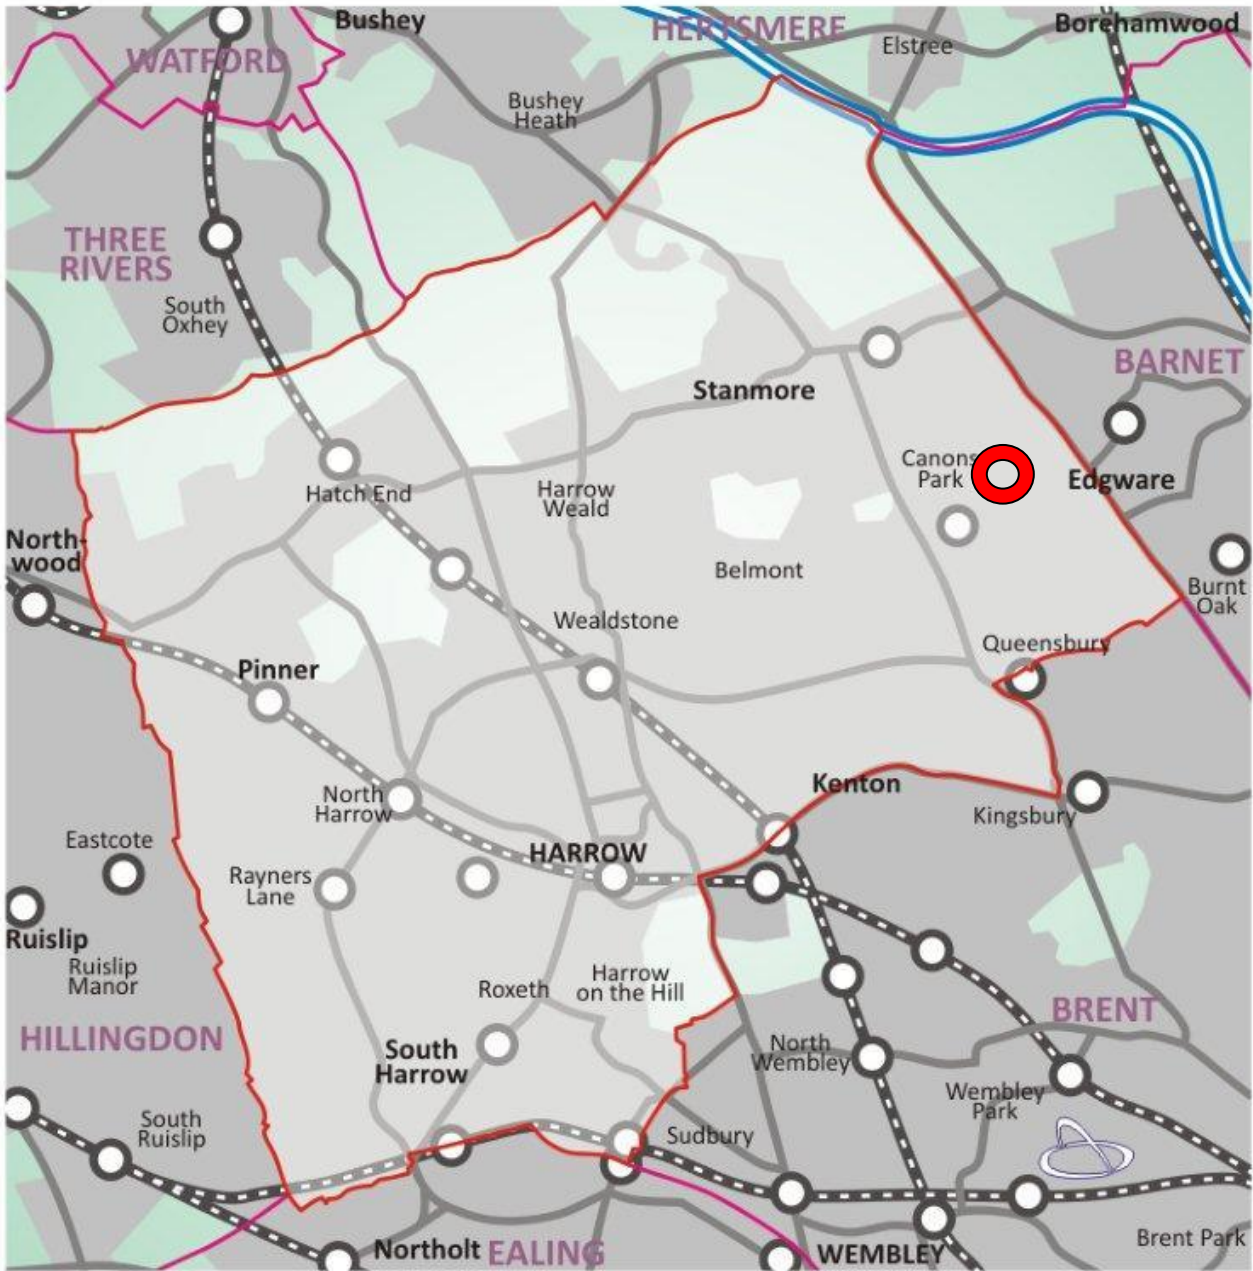 Bushey
HERTSMERE
Borehamwood
Elstree
WATFORD
Bushey
Heath
THREE
RIVERS
South
Oxhey
BARNET
Stanmore
Canons
Park
Edgware
Hatch End
Harrow
Weald
North-
wood
Belmont
Burnt
Oak
Wealdstone
Queensbury
Pinner
Kenton
North
Harrow
Kingsbury
Eastcote
HARROW
Rayners
Lane
Ruislip
Ruislip
Manor
Roxeth
Harrow
on the Hill
BRENT
HILLINGDON
South
Harrow
North
Wembley
Wembley
Park
South
Ruislip
Sudbury
Brent Park
Northolt
EALING
WEMBLEY